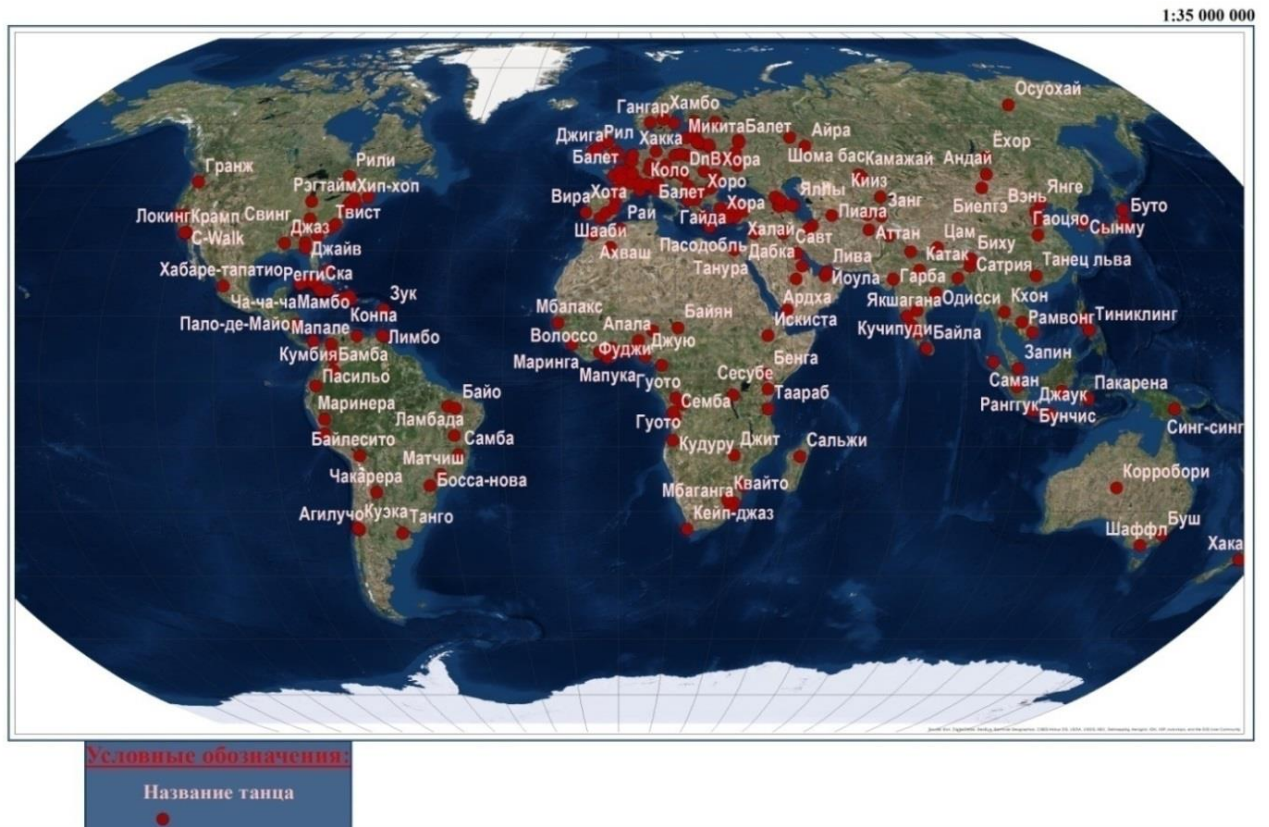 1:35 000 000
Осуохай
Гангар Хамбо
Джига Рил Хакка Микита Балет Айра
Ёхор
Балет DnB Хора Шома бас Камажай Андай
Гранж Рили
Коло
Рэгтайм Хип-хоп Вира Хота Балет Хоро Яллы Кииз Занг Биелгэ Вэнь Янге
Локинг Крамп Свинг Твист Раи Гайда Хора Пиала Гаоцяо Буто
C-Walk Джаз Шааби Халай Савт Аттан Цам Сынму
Джайв Ахваш Пасодобль Дабка Лива Катак Биху
Хабаре-тапатио Регги Ска Танура Йоула Гарба Сатрия Танец льва
Зук
Ча-ча-ча Мамбо Ардха Якшагана Одисси Кхон
Конпа Мбалакс Байян Искиста Рамвонг Тиниклинг
Пало-де-Майо Мапале Лимбо Волоссо Апала Джую Кучипуди Байла
Кумбия Бамба Маринга Фуджи Бенга Запин
Пасильо Мапука Гуото Сесубе Саман Пакарена
Байо Таараб Джаук
Маринера Ламбада Семба Ранггук Бунчис
Гуото Синг-синг
Байлесито Самба Кудуру Джит Сальжи
Матчиш
Чакарера Босса-нова Мбаганга Квайто Корробори
Агилучо Куэка Танго Кейп-джаз Буш
Шаффл
Хака
Условные обозначения:
Название танца